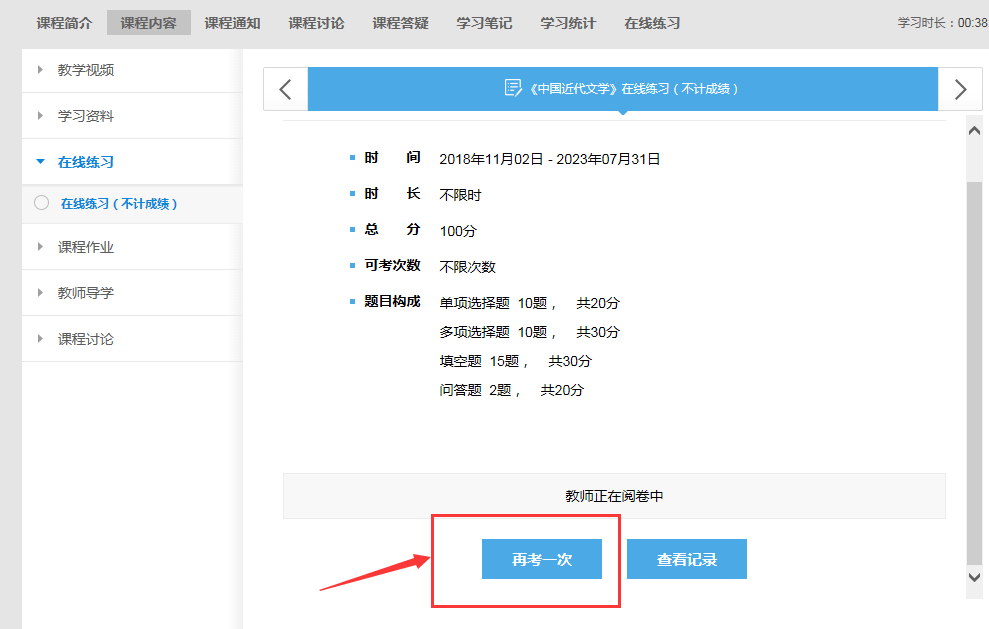 课程简介 课程内容 课程通知 课程讨论 课程答疑 学习笔记 学习统计 在线练习 学习时长：00:38
教学视频
学习资料
在线练习
在线练习（不计成绩）
课程作业
教师导学
课程讨论
《中国近代文学》在线练习（不计成绩）
时 间 2018年11月02日 - 2023年07月31日
时 长 不限时
总 分 100分
可考次数 不限次数
题目构成 单项选择题 10题， 共20分
多项选择题 10题， 共30分
填空题 15题， 共30分
问答题 2题， 共20分
教师正在阅卷中
再考一次 查看记录